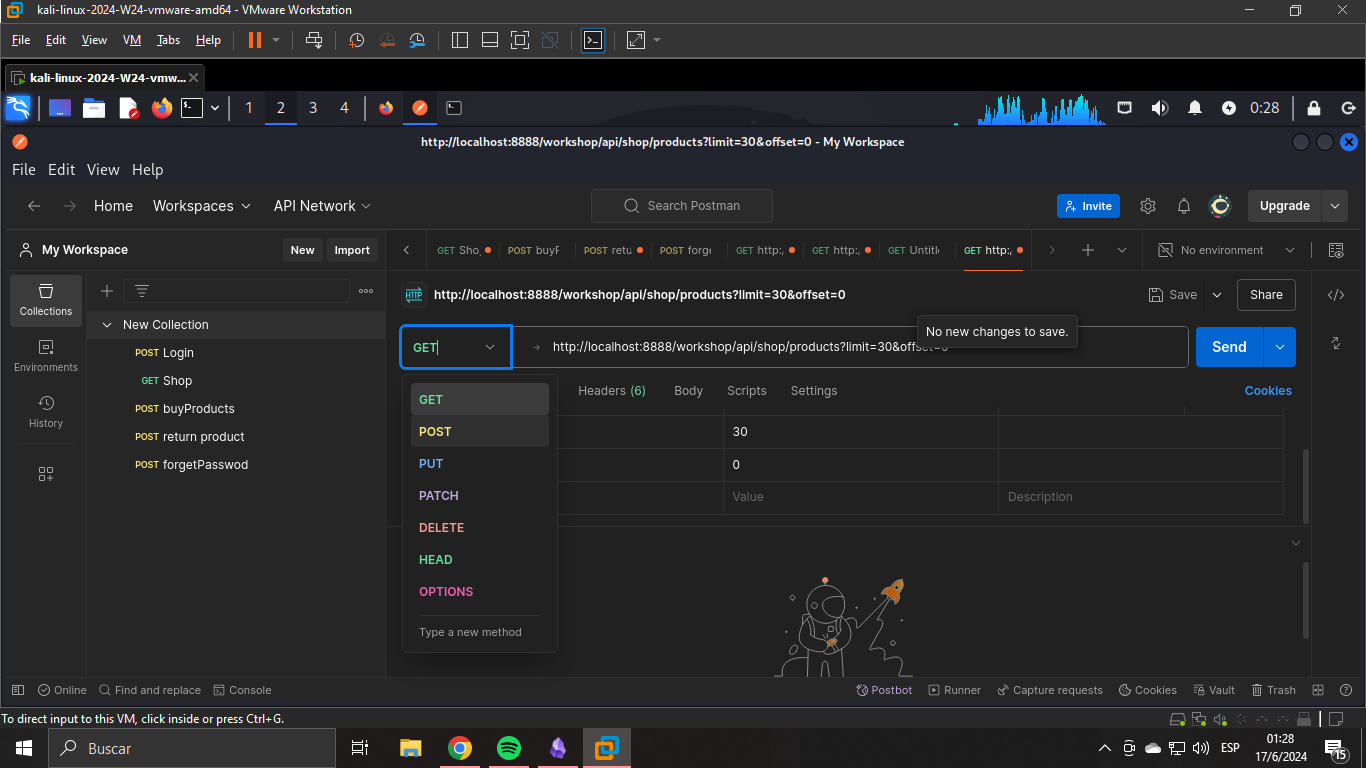 kali-linux-2024-W24-vmware-amd64 - VMware Workstation
File Edit View VM Tabs Help
kali-linux-2024-W24-vmw...
1 2 3 4 0:28
http://localhost:8888/workshop/api/shop/products?limit=30&offset=0 - My Workspace
File Edit View Help
Home Workspaces API Network Search Postman Invite Upgrade
My Workspace New Import GET Sho POST buyP POST retu POST forge GET http:/ GET http:/ GET Untitle GET http:/ No environment
Collections
Environments
History
New Collection
POST Login
GET Shop
POST buyProducts
POST return product
POST forgetPasswod
HTTP http://localhost:8888/workshop/api/shop/products?limit=30&offset=0 Save Share
No new changes to save.
GET http://localhost:8888/workshop/api/shop/products?limit=30&offset=0 Send
Headers (6) Body Scripts Settings Cookies
GET
POST
PUT
PATCH
DELETE
HEAD
OPTIONS
Type a new method
30
0
Value Description
Online Find and replace Console Postbot Runner Capture requests Cookies Vault Trash
To direct input to this VM, click inside or press Ctrl+G.
Buscar ESP 01:28
17/6/2024 15